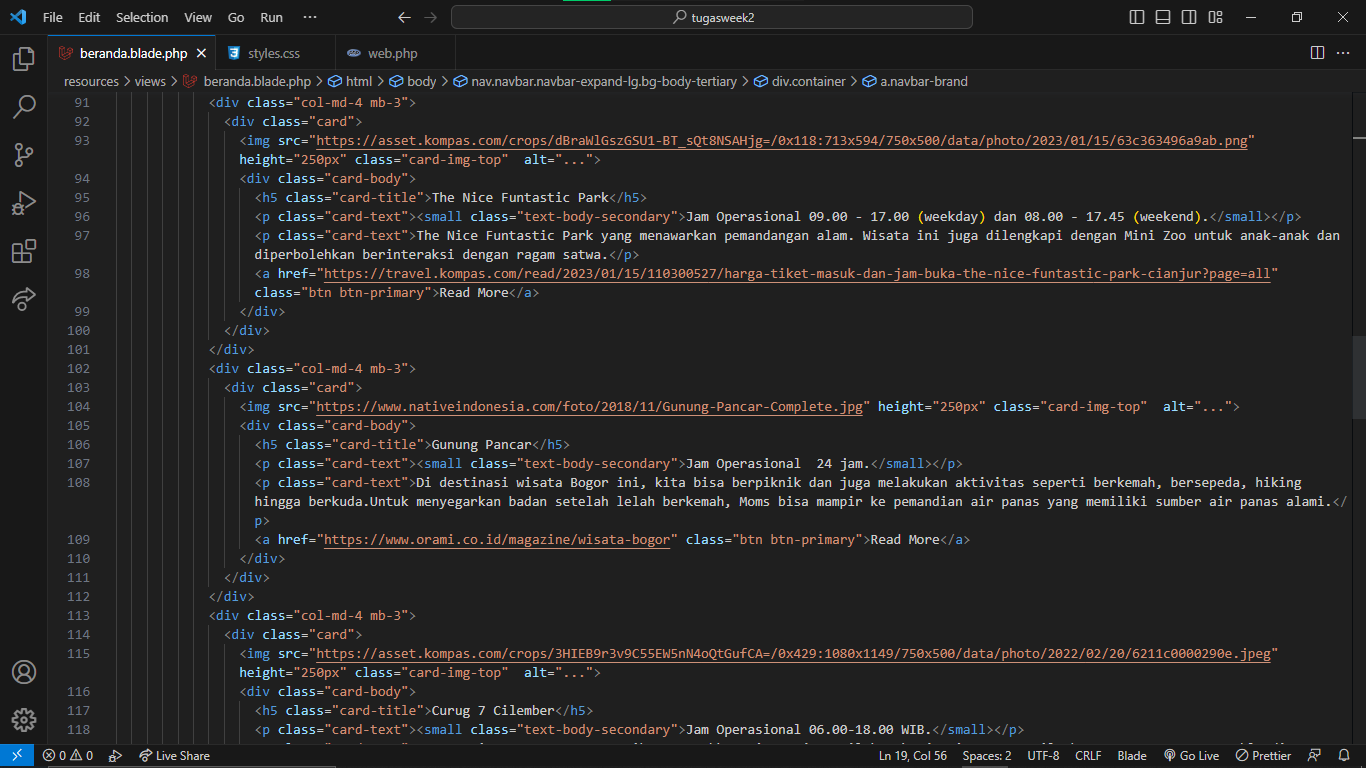 File Edit Selection View Go Run ··· tugasweek2
beranda.blade.php styles.css web.php
resources > views > beranda.blade.php > html > body > nav.navbar.navbar-expand-lg.bg-body-tertiary > div.container > a.navbar-brand
91 <div class="col-md-4 mb-3">
92 <div class="card">
93 <img src="https://asset.kompas.com/crops/dBraWlGszGSU1-BT_sQt8NSAHjg=/0x118:713x594/750x500/data/photo/2023/01/15/63c363496a9ab.png"
height="250px" class="card-img-top"  alt="...">
94 <div class="card-body">
95 <h5 class="card-title">The Nice Funtastic Park</h5>
96 <p class="card-text"><small class="text-body-secondary">Jam Operasional 09.00 - 17.00 (weekday) dan 08.00 - 17.45 (weekend).</small></p>
97 <p class="card-text">The Nice Funtastic Park yang menawarkan pemandangan alam. Wisata ini juga dilengkapi dengan Mini Zoo untuk anak-anak dan
diperbolehkan berinteraksi dengan ragam satwa.</p>
98 <a href="https://travel.kompas.com/read/2023/01/15/110300527/harga-tiket-masuk-dan-jam-buka-the-nice-funtastic-park-cianjur?page=all"
class="btn btn-primary">Read More</a>
99 </div>
100 </div>
101 </div>
102 <div class="col-md-4 mb-3">
103 <div class="card">
104 <img src="https://www.nativeindonesia.com/foto/2018/11/Gunung-Pancar-Complete.jpg" height="250px" class="card-img-top"  alt="...">
105 <div class="card-body">
106 <h5 class="card-title">Gunung Pancar</h5>
107 <p class="card-text"><small class="text-body-secondary">Jam Operasional  24 jam.</small></p>
108 <p class="card-text">Di destinasi wisata Bogor ini, kita bisa berpiknik dan juga melakukan aktivitas seperti berkemah, bersepeda, hiking
hingga berkuda.Untuk menyegarkan badan setelah lelah berkemah, Moms bisa mampir ke pemandian air panas yang memiliki sumber air panas alami.</
p>
109 <a href="https://www.orami.co.id/magazine/wisata-bogor" class="btn btn-primary">Read More</a>
110 </div>
111 </div>
112 </div>
113 <div class="col-md-4 mb-3">
114 <div class="card">
115 <img src="https://asset.kompas.com/crops/3HIEB9r3v9C55EW5nN4oQtGufCA=/0x429:1080x1149/750x500/data/photo/2022/02/20/6211c0000290e.jpeg"
height="250px" class="card-img-top"  alt="...">
116 <div class="card-body">
117 <h5 class="card-title">Curug 7 Cilember</h5>
118 <p class="card-text"><small class="text-body-secondary">Jam Operasional 06.00-18.00 WIB.</small></p>
0 0 Live Share Ln 19, Col 56 Spaces: 2 UTF-8 CRLF Blade Go Live Prettier